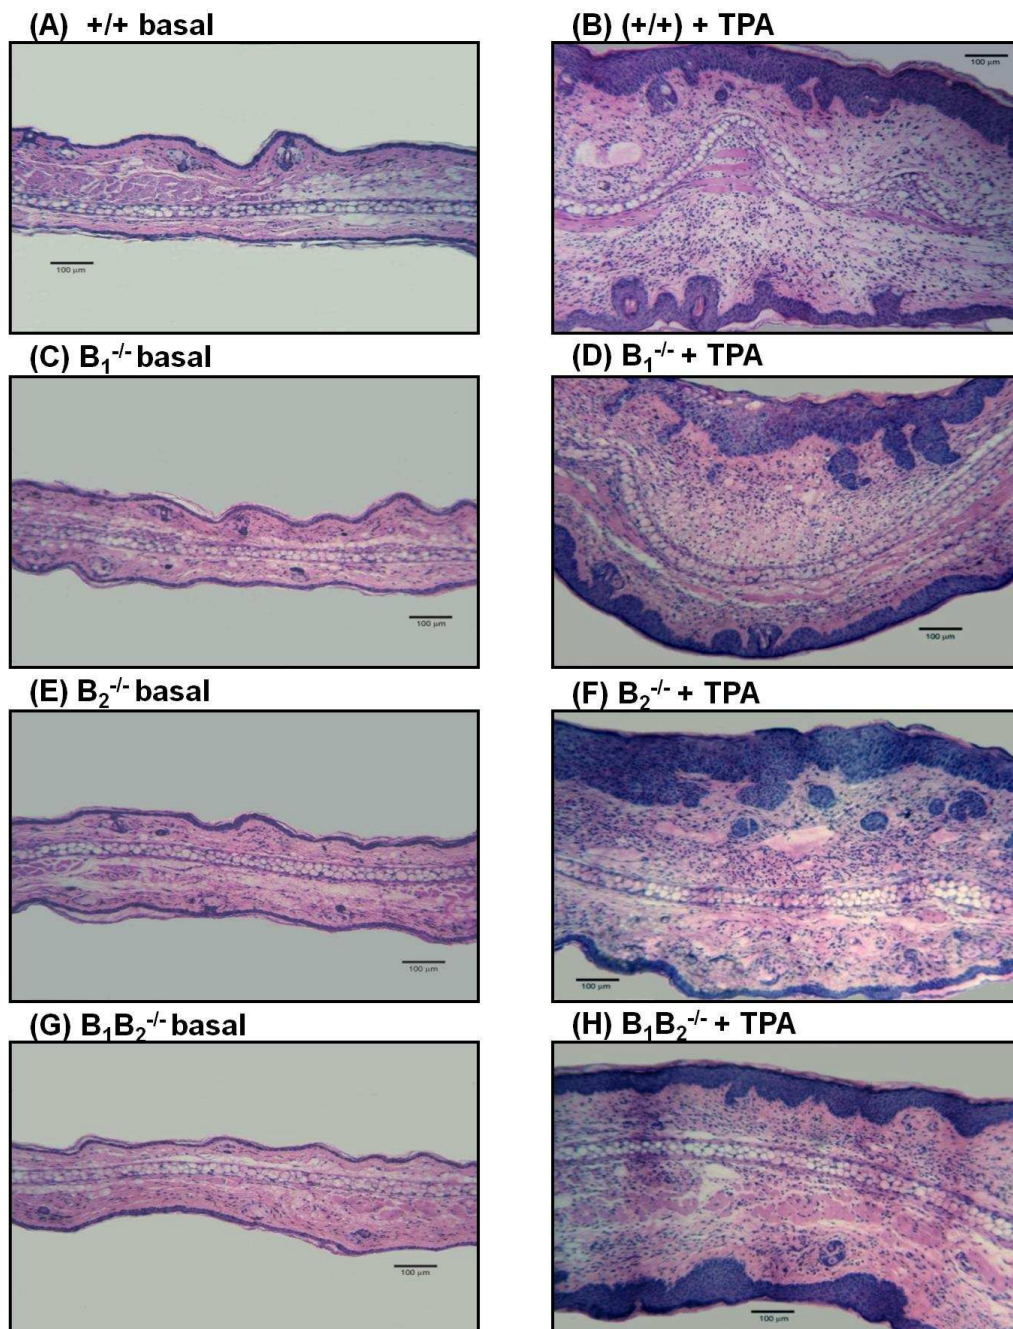 (A) +/+ basal
(B) (+/+) + TPA
100 µm
100 µm
(C) B₁⁻/⁻ basal
(D) B₁⁻/⁻ + TPA
100 µm
100 µm
(E) B₂⁻/⁻ basal
(F) B₂⁻/⁻ + TPA
100 µm
100 µm
(G) B₁B₂⁻/⁻ basal
(H) B₁B₂⁻/⁻ + TPA
100 µm
100 µm